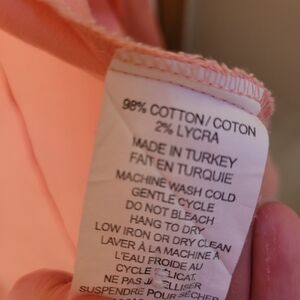 98% COTTON/COTON
2% LYCRA
MADE IN TURKEY
FAIT EN TURQUIE
MACHINE WASH COLD
GENTLE CYCLE
DO NOT BLEACH
HANG TO DRY
LOW IRON OR DRY CLEAN
LAVER À LA MACHINE À
L'EAU FROIDE AU
CYCLE
NE PAS
SUSPENDRE POUR SÉCHER